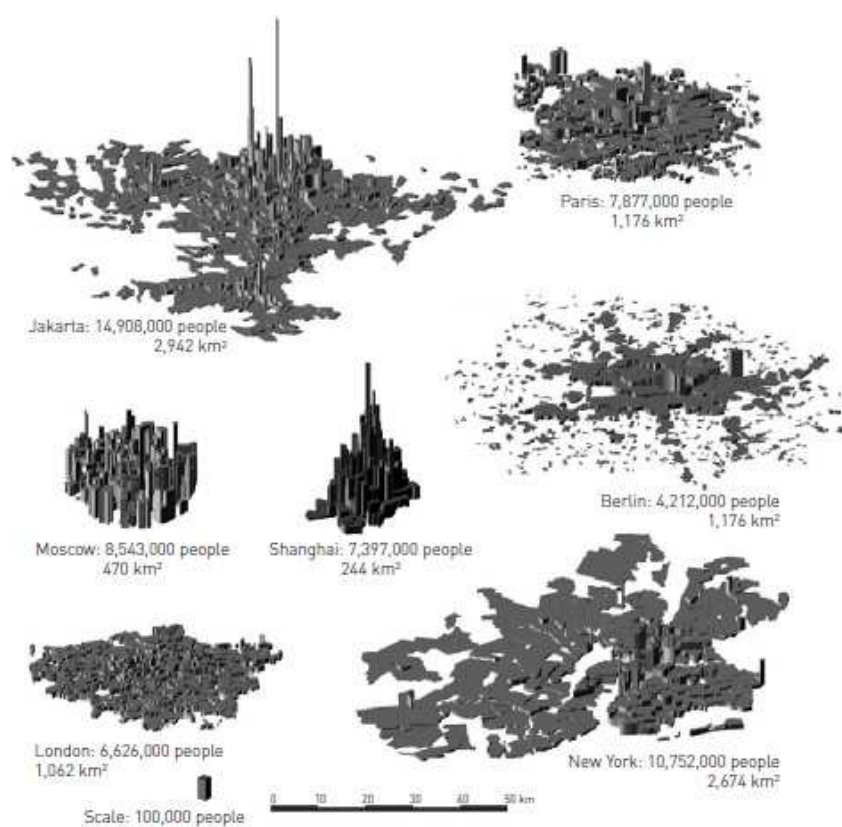 Paris: 7,877,000 people
1,176 km²
Jakarta: 14,908,000 people
2,942 km²
Berlin: 4,212,000 people
1,176 km²
Moscow: 8,543,000 people
470 km²
Shanghai: 7,397,000 people
244 km²
London: 6,626,000 people
1,062 km²
New York: 10,752,000 people
2,674 km²
Scale: 100,000 people
0 10 20 30 40 50 km